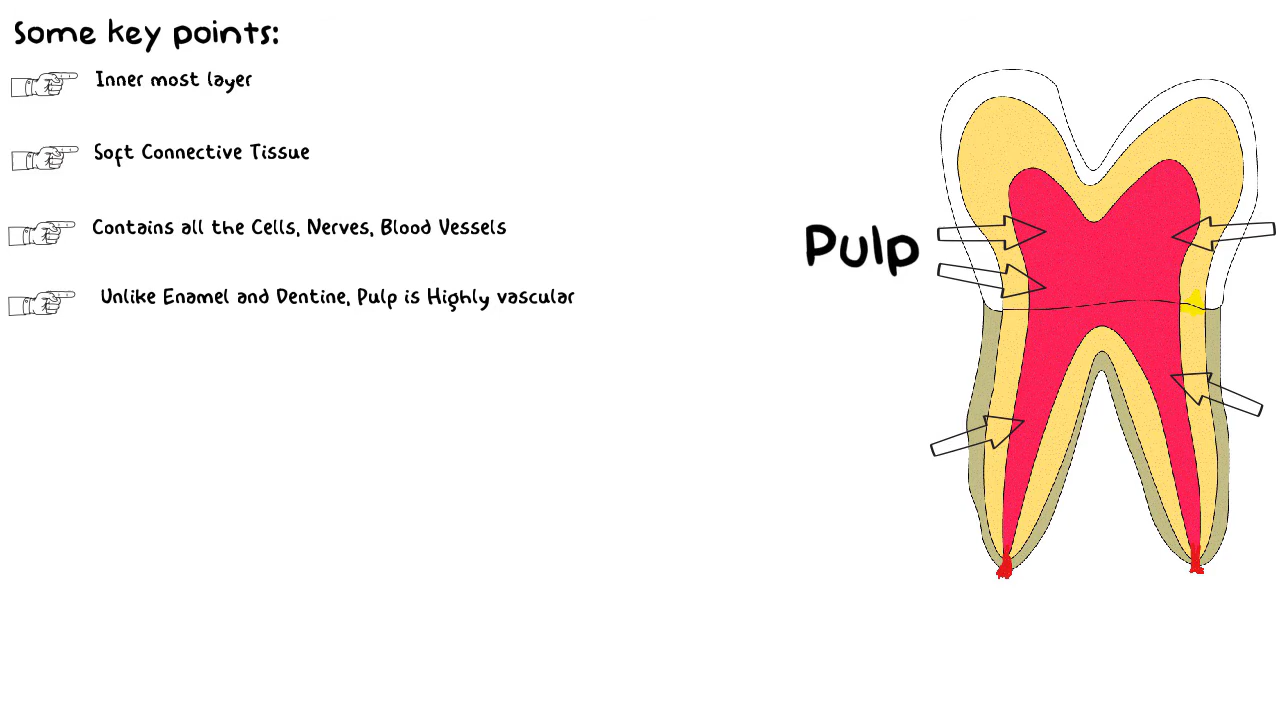 Some key points:
Inner most layer
Soft Connective Tissue
Contains all the Cells, Nerves, Blood Vessels
Unlike Enamel and Dentine, Pulp is Highly vascular
Pulp